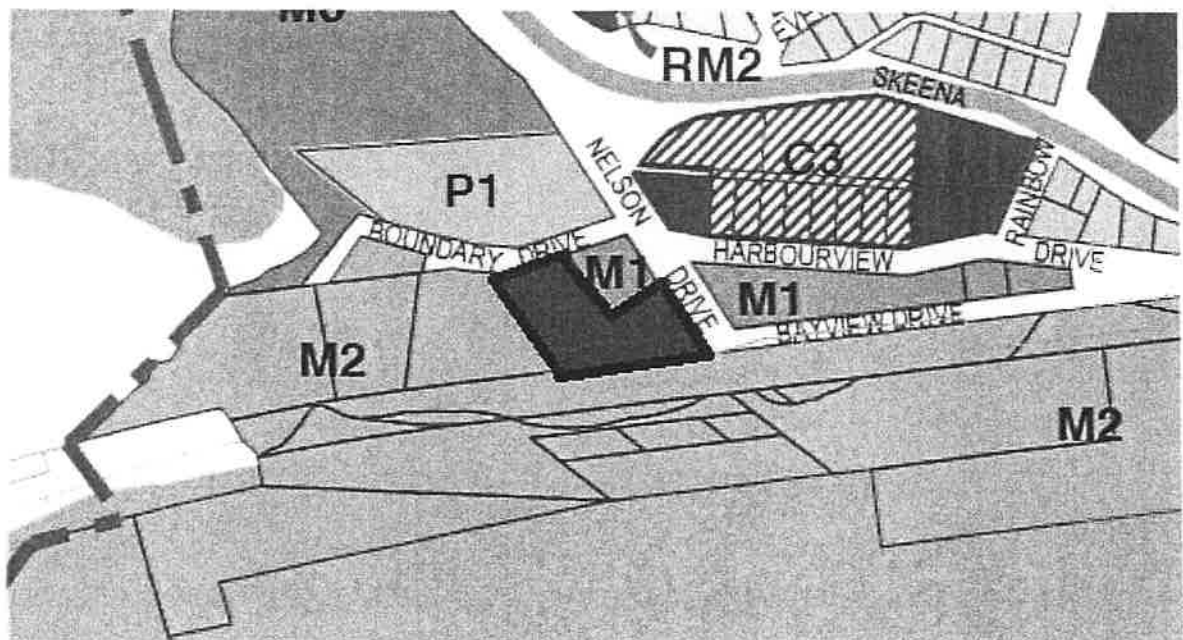 RM2
SKEENA
C3
NELSON
DRIVE
RAINBOW
P1
BOUNDARY DRIVE
HARBOURVIEW
DRIVE
M1
M1
BAYVIEW DRIVE
M2
M2